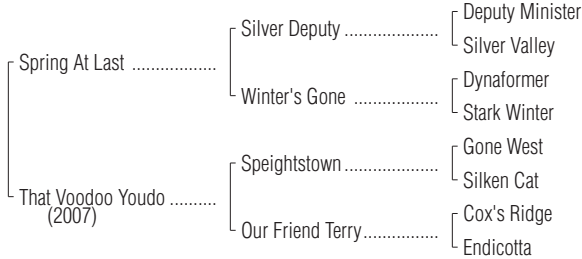 Deputy Minister
Silver Deputy ....................
Silver Valley
Spring At Last ..................
Dynaformer
Winter's Gone ..................
Stark Winter
Gone West
Speightstown....................
Silken Cat
That Voodoo Youdo ..........
(2007)
Cox's Ridge
Our Friend Terry................
Endicotta